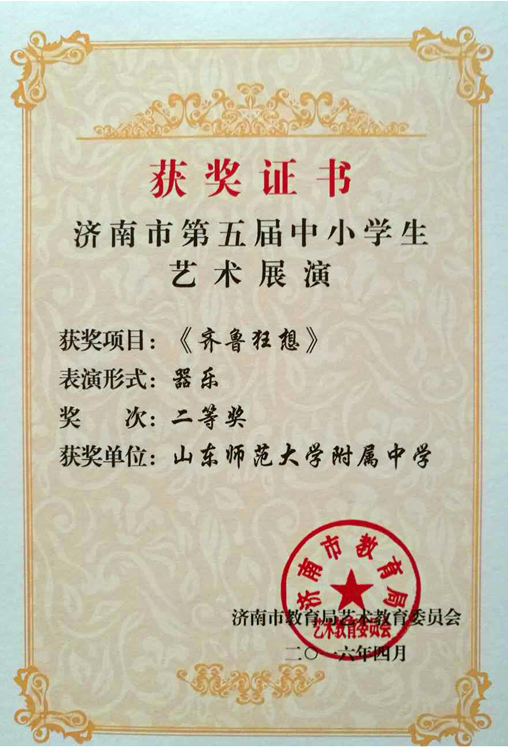 获奖证书
济南市第五届中小学生
艺术展演
获奖项目：《齐鲁狂想》
表演形式：器乐
奖　　次：二等奖
获奖单位：山东师范大学附属中学
济南市教育局
艺术教育委员会
济南市教育局艺术教育委员会
二〇一六年四月